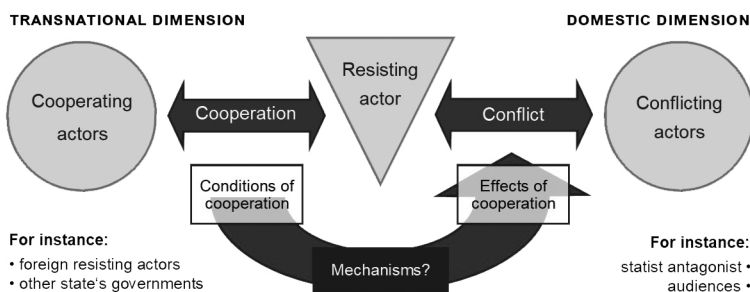 TRANSNATIONAL DIMENSION
DOMESTIC DIMENSION
Cooperating
actors
Cooperation
Resisting
actor
Conflict
Conflicting
actors
Conditions of
cooperation
Effects of
cooperation
Mechanisms?
For instance:
• foreign resisting actors
• other state‘s governments
For instance:
statist antagonist •
audiences •